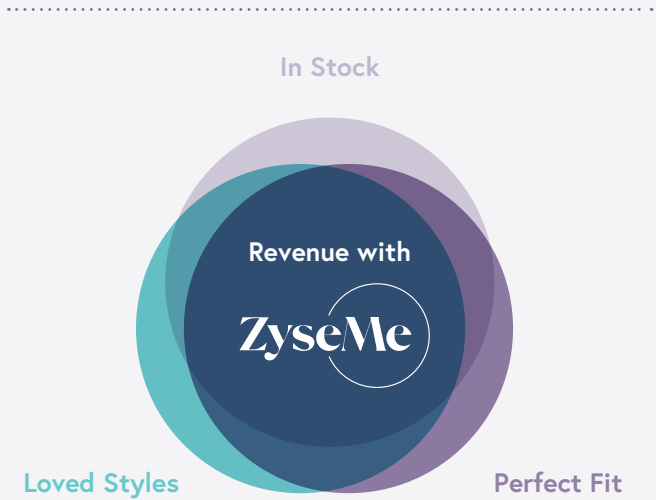 In Stock
Revenue with
ZyseMe
Loved Styles
Perfect Fit